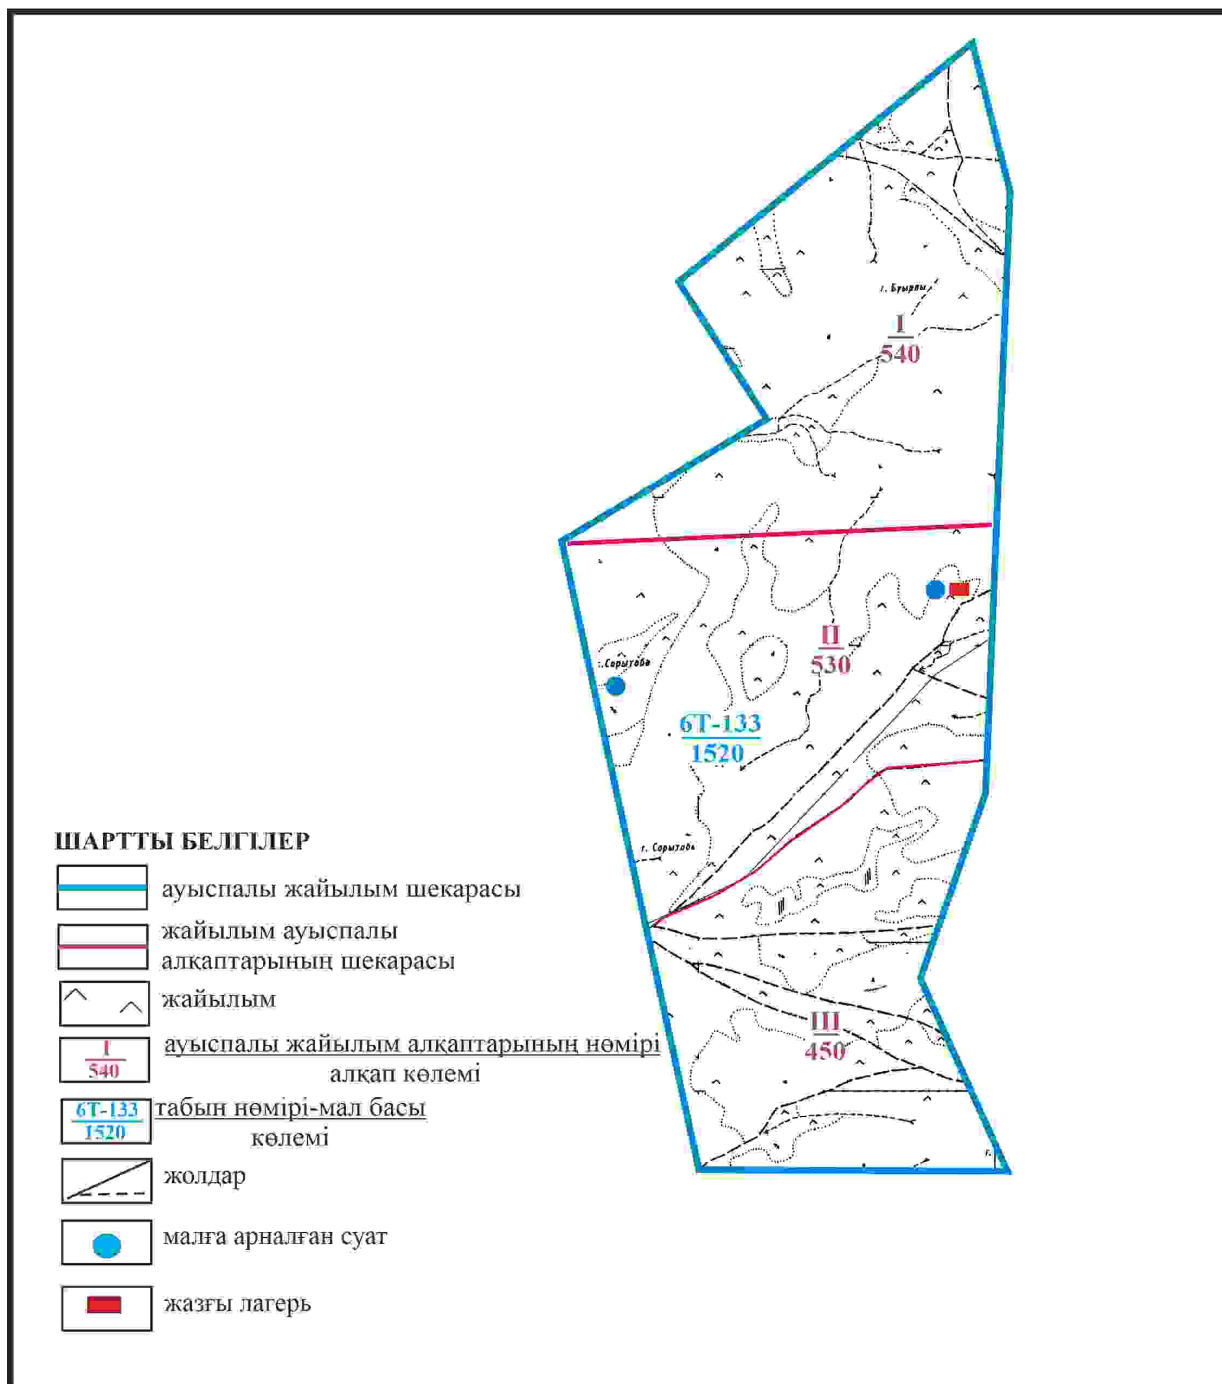 г. Бұырлы
I
540
II
530
г. Сорытоба
6Т-133
1520
г. Сорытоба
III
450
г.
ШАРТТЫ БЕЛГІЛЕР
ауыспалы жайылым шекарасы
жайылым ауыспалы
алқаптарының шекарасы
жайылым
I
540
ауыспалы жайылым алқаптарының нөмірі
алқап көлемі
6Т-133
1520
табын нөмірі-мал басы
көлемі
жолдар
малға арналған суат
жазғы лагерь